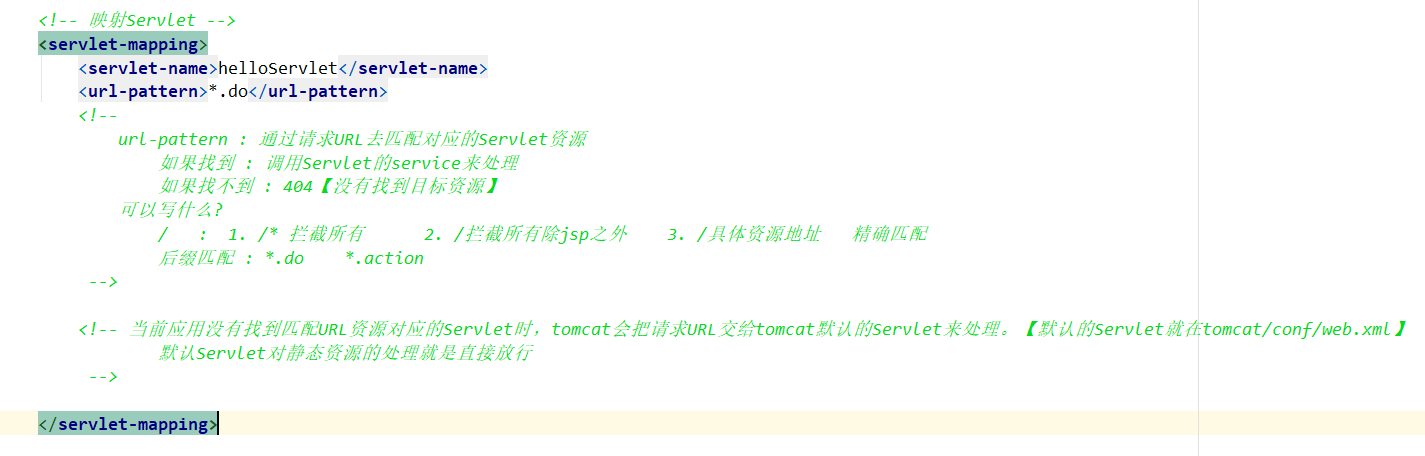 <!-- 映射Servlet -->
<servlet-mapping>
<servlet-name>helloServlet</servlet-name>
<url-pattern>*.do</url-pattern>
<!--
url-pattern : 通过请求URL去匹配对应的Servlet资源
如果找到 : 调用Servlet的service来处理
如果找不到 : 404【没有找到目标资源】
可以写什么?
/ : 1. /* 拦截所有 2. /拦截所有除jsp之外 3. /具体资源地址 精确匹配
后缀匹配 : *.do *.action
-->
<!-- 当前应用没有找到匹配URL资源对应的Servlet时，tomcat会把请求URL交给tomcat默认的Servlet来处理。【默认的Servlet就在tomcat/conf/web.xml】
默认Servlet对静态资源的处理就是直接放行
-->
</servlet-mapping>